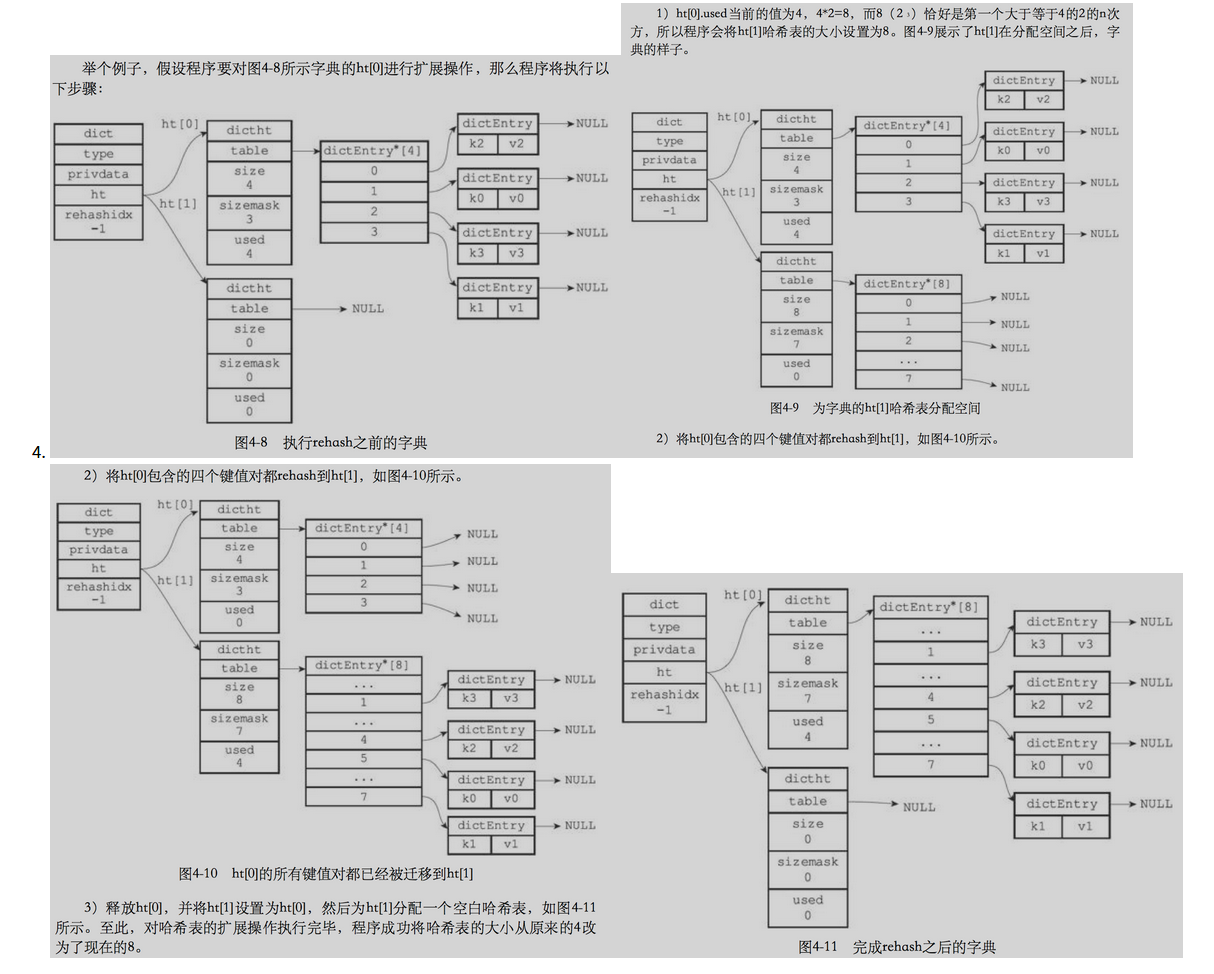 4.
举个例子，假设程序要对图4-8所示字典的ht[0]进行扩展操作，那么程序将执行以
下步骤：
dict
type
privdata
ht
rehashidx
-1
ht[0]
ht[1]
dictht
table
size
4
sizemask
3
used
4
dictht
table
size
0
sizemask
0
used
0
NULL
dictEntry*[4]
0
1
2
3
dictEntry
k2 v2
NULL
dictEntry
k0 v0
NULL
dictEntry
k3 v3
NULL
dictEntry
k1 v1
NULL
图4-8 执行rehash之前的字典
1）ht[0].used当前的值为4，4*2=8，而8（2³）恰好是第一个大于等于4的2的n次
方，所以程序会将ht[1]哈希表的大小设置为8。图4-9展示了ht[1]在分配空间之后，字
典的样子。
dict
type
privdata
ht
rehashidx
-1
ht[0]
ht[1]
dictht
table
size
4
sizemask
3
used
4
dictht
table
size
8
sizemask
7
used
0
dictEntry*[4]
0
1
2
3
dictEntry
k2 v2
NULL
dictEntry
k0 v0
NULL
dictEntry
k3 v3
NULL
dictEntry
k1 v1
NULL
dictEntry*[8]
0
1
2
...
7
NULL
NULL
NULL
NULL
图4-9 为字典的ht[1]哈希表分配空间
2）将ht[0]包含的四个键值对都rehash到ht[1]，如图4-10所示。
2）将ht[0]包含的四个键值对都rehash到ht[1]，如图4-10所示。
dict
type
privdata
ht
rehashidx
-1
ht[0]
ht[1]
dictht
table
size
4
sizemask
3
used
0
dictht
table
size
8
sizemask
7
used
4
dictEntry*[4]
0
1
2
3
NULL
NULL
NULL
NULL
dictEntry*[8]
...
1
...
4
5
...
7
dictEntry
k3 v3
NULL
dictEntry
k2 v2
NULL
dictEntry
k0 v0
NULL
dictEntry
k1 v1
NULL
图4-10 ht[0]的所有键值对都已经被迁移到ht[1]
3）释放ht[0]，并将ht[1]设置为ht[0]，然后为ht[1]分配一个空白哈希表，如图4-11
所示。至此，对哈希表的扩展操作执行完毕，程序成功将哈希表的大小从原来的4改
为了现在的8。
dict
type
privdata
ht
rehashidx
-1
ht[0]
ht[1]
dictht
table
size
8
sizemask
7
used
4
dictht
table
size
0
sizemask
0
used
0
NULL
dictEntry*[8]
...
1
...
4
5
...
7
dictEntry
k3 v3
NULL
dictEntry
k2 v2
NULL
dictEntry
k0 v0
NULL
dictEntry
k1 v1
NULL
图4-11 完成rehash之后的字典